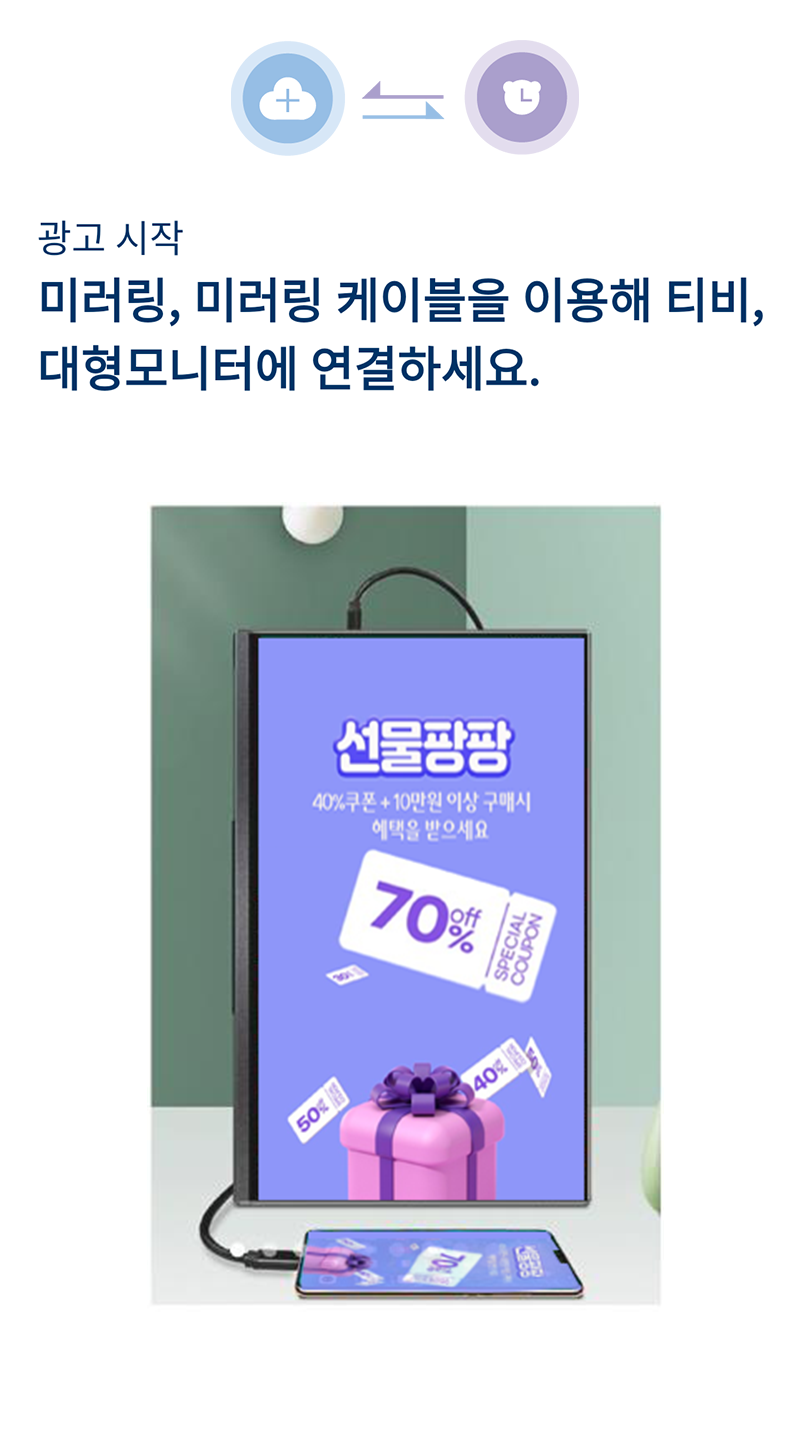 광고 시작
미러링, 미러링 케이블을 이용해 티비,
대형모니터에 연결하세요.
선물팡팡
40%쿠폰 + 10만원 이상 구매시
혜택을 받으세요
70% off
SPECIAL
COUPON
30%
40%
50%
50%
70%